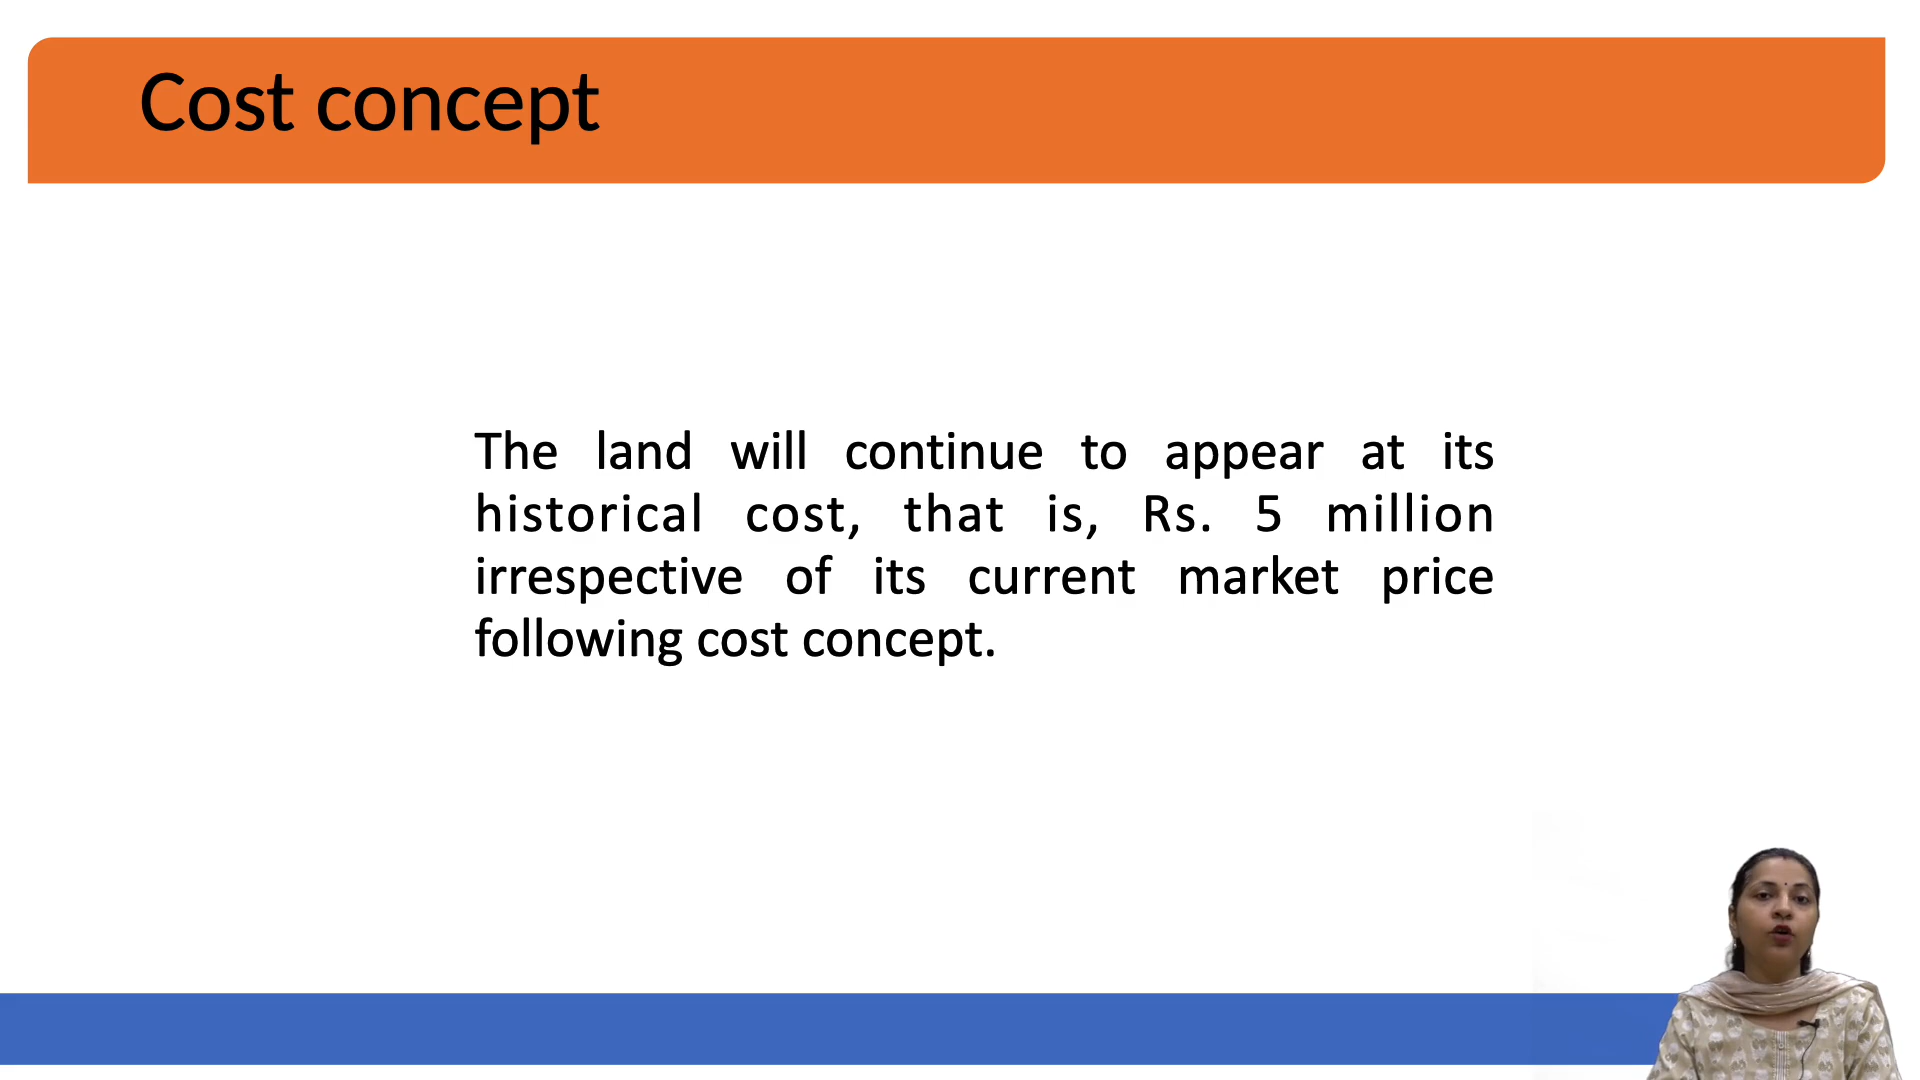 Cost concept
The land will continue to appear at its
historical cost, that is, Rs. 5 million
irrespective of its current market price
following cost concept.